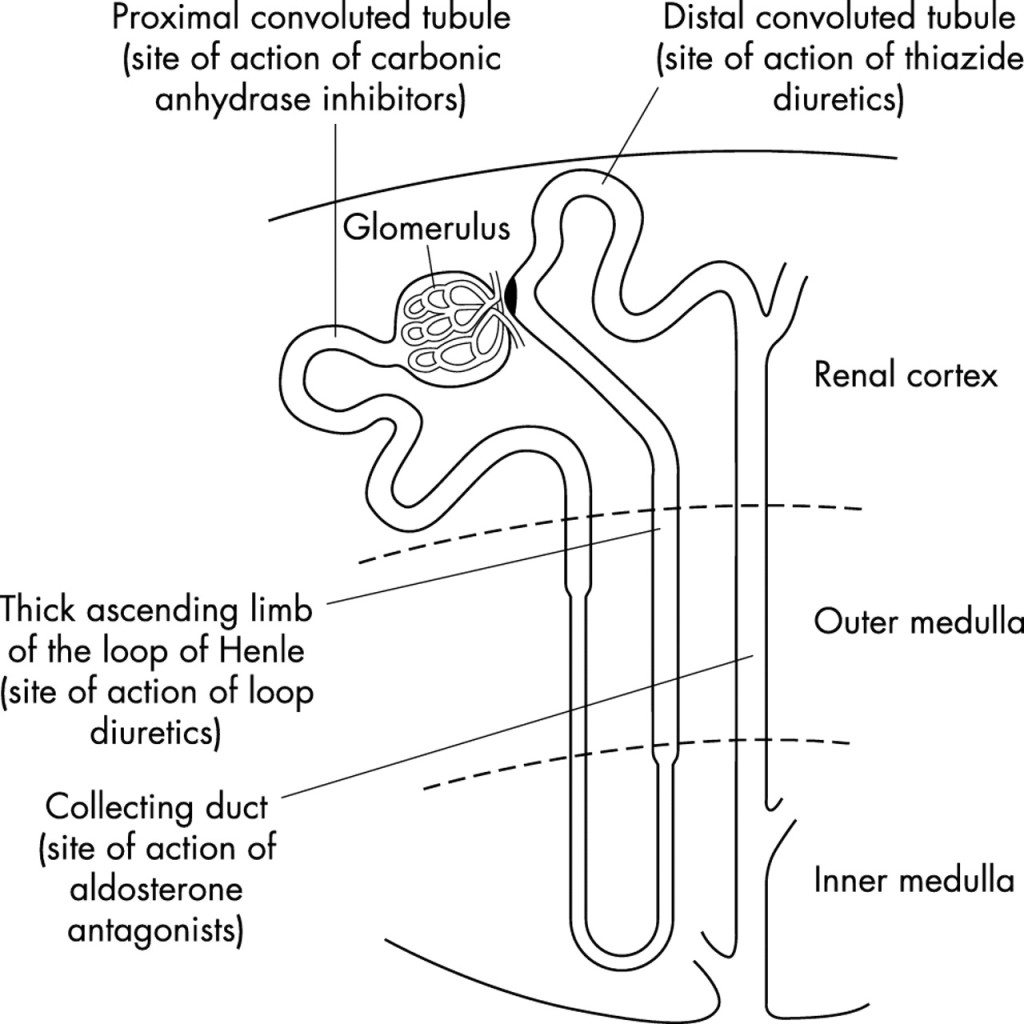 Proximal convoluted tubule
(site of action of carbonic
anhydrase inhibitors)
Distal convoluted tubule
(site of action of thiazide
diuretics)
Glomerulus
Renal cortex
Thick ascending limb
of the loop of Henle
(site of action of loop
diuretics)
Outer medulla
Collecting duct
(site of action of
aldosterone
antagonists)
Inner medulla